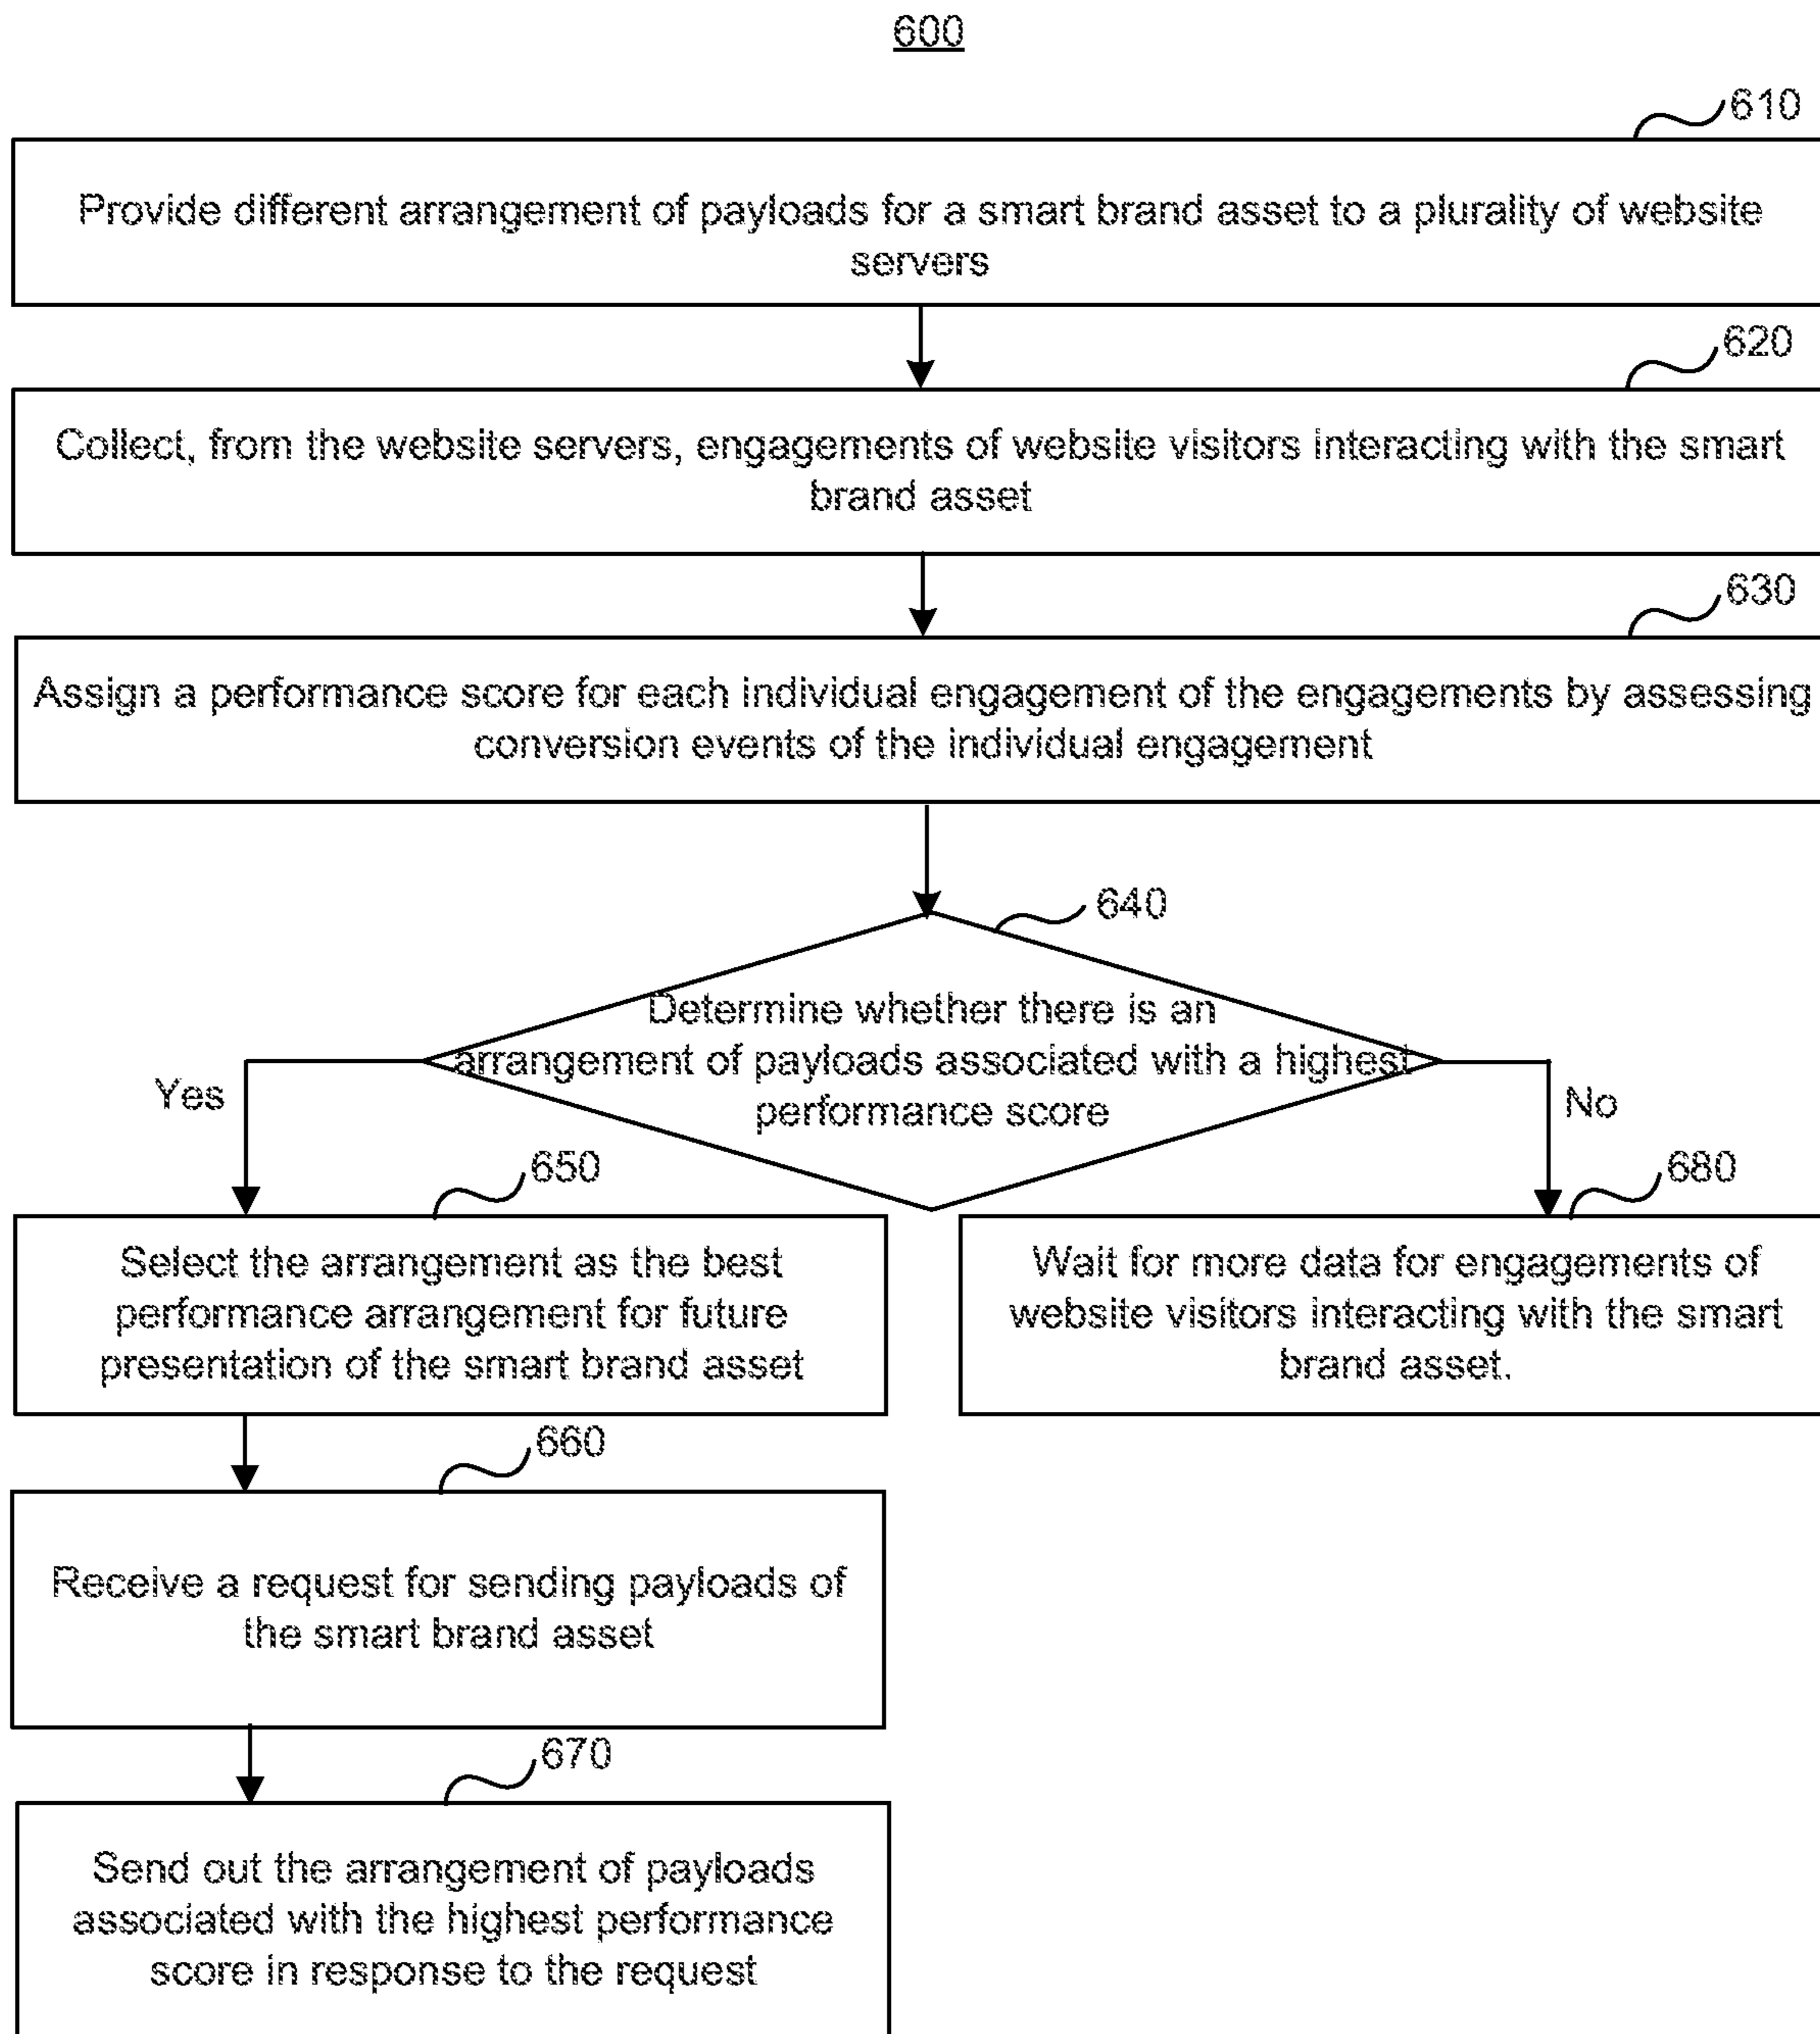 600
610
Provide different arrangement of payloads for a smart brand asset to a plurality of website
servers
620
Collect, from the website servers, engagements of website visitors interacting with the smart
brand asset
630
Assign a performance score for each individual engagement of the engagements by assessing
conversion events of the individual engagement
640
Determine whether there is an
arrangement of payloads associated with a highest
performance score
Yes
No
650
Select the arrangement as the best
performance arrangement for future
presentation of the smart brand asset
680
Wait for more data for engagements of
website visitors interacting with the smart
brand asset.
660
Receive a request for sending payloads of
the smart brand asset
670
Send out the arrangement of payloads
associated with the highest performance
score in response to the request